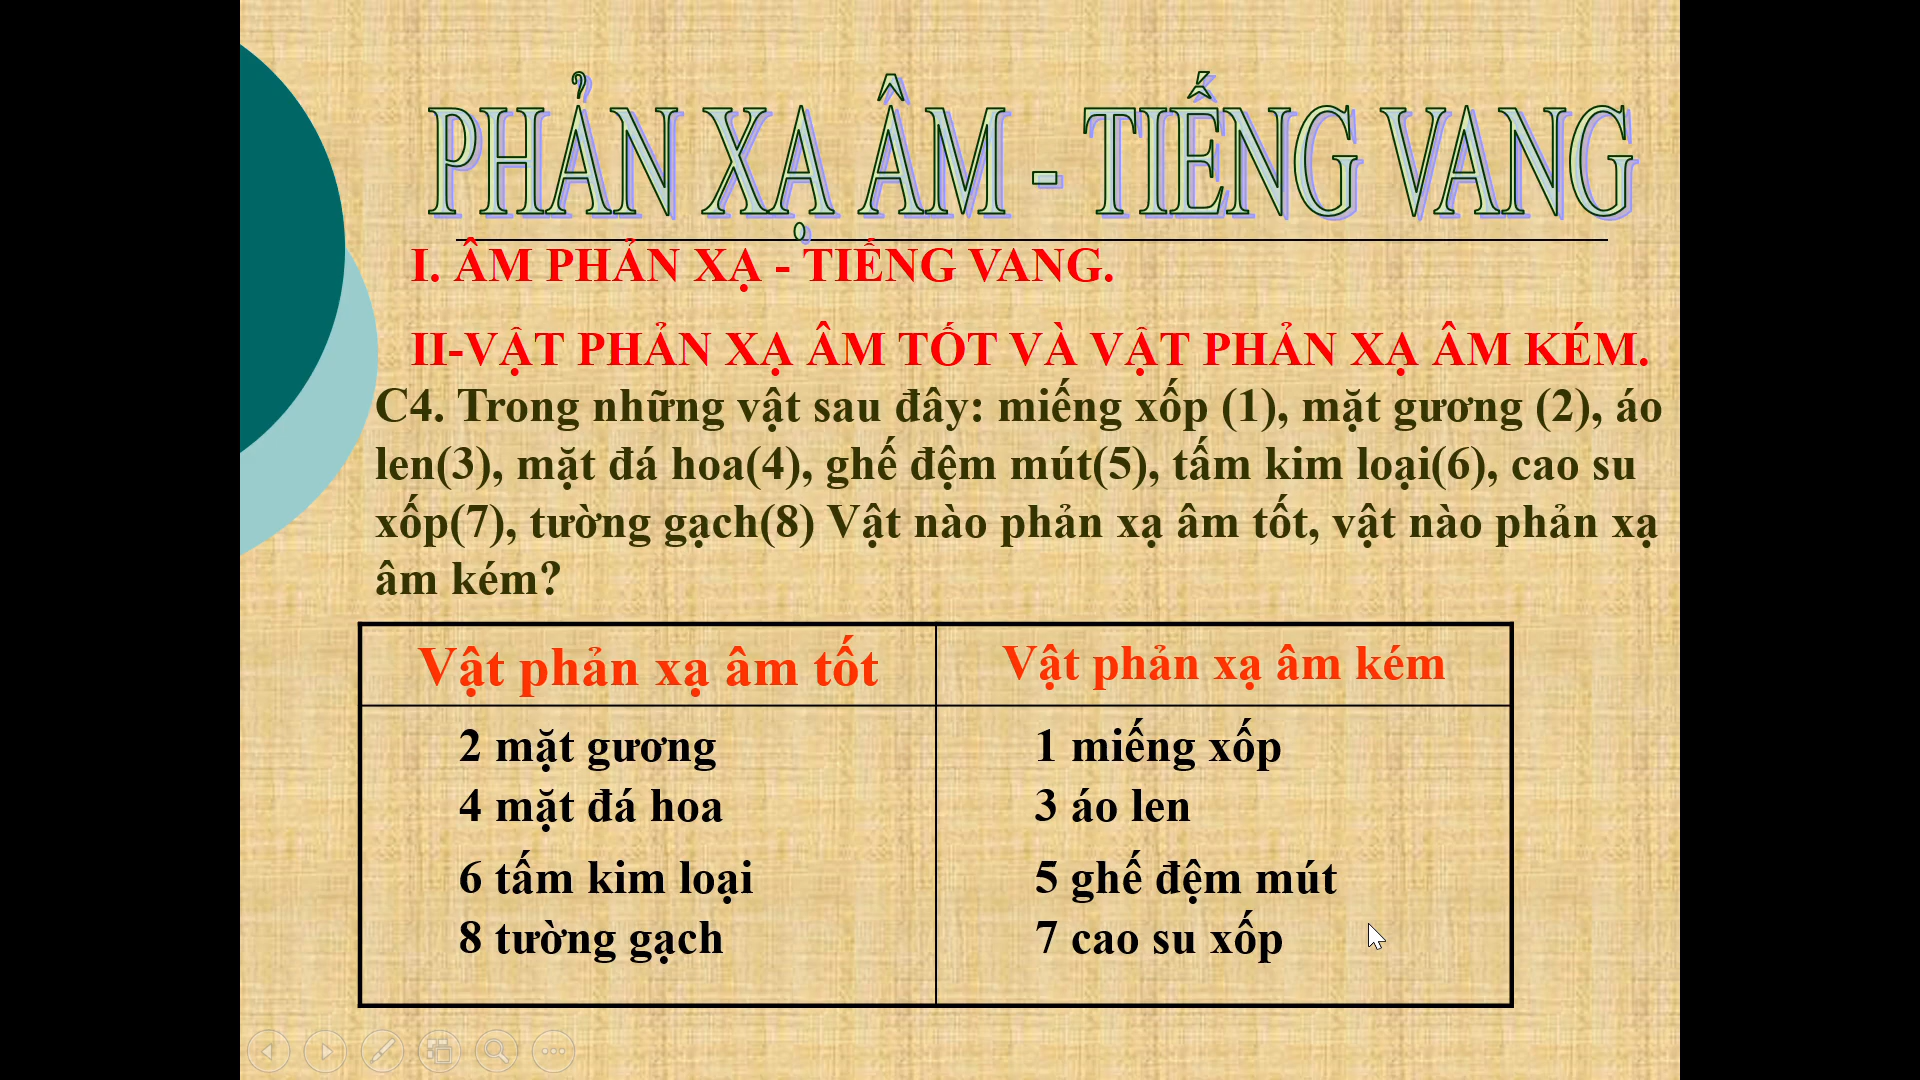 PHẢN XẠ ÂM - TIẾNG VANG
I. ÂM PHẢN XẠ - TIẾNG VANG.
II-VẬT PHẢN XẠ ÂM TỐT VÀ VẬT PHẢN XẠ ÂM KÉM.
C4. Trong những vật sau đây: miếng xốp (1), mặt gương (2), áo
len(3), mặt đá hoa(4), ghế đệm mút(5), tấm kim loại(6), cao su
xốp(7), tường gạch(8) Vật nào phản xạ âm tốt, vật nào phản xạ
âm kém?
Vật phản xạ âm tốt
Vật phản xạ âm kém
2 mặt gương
4 mặt đá hoa
6 tấm kim loại
8 tường gạch
1 miếng xốp
3 áo len
5 ghế đệm mút
7 cao su xốp